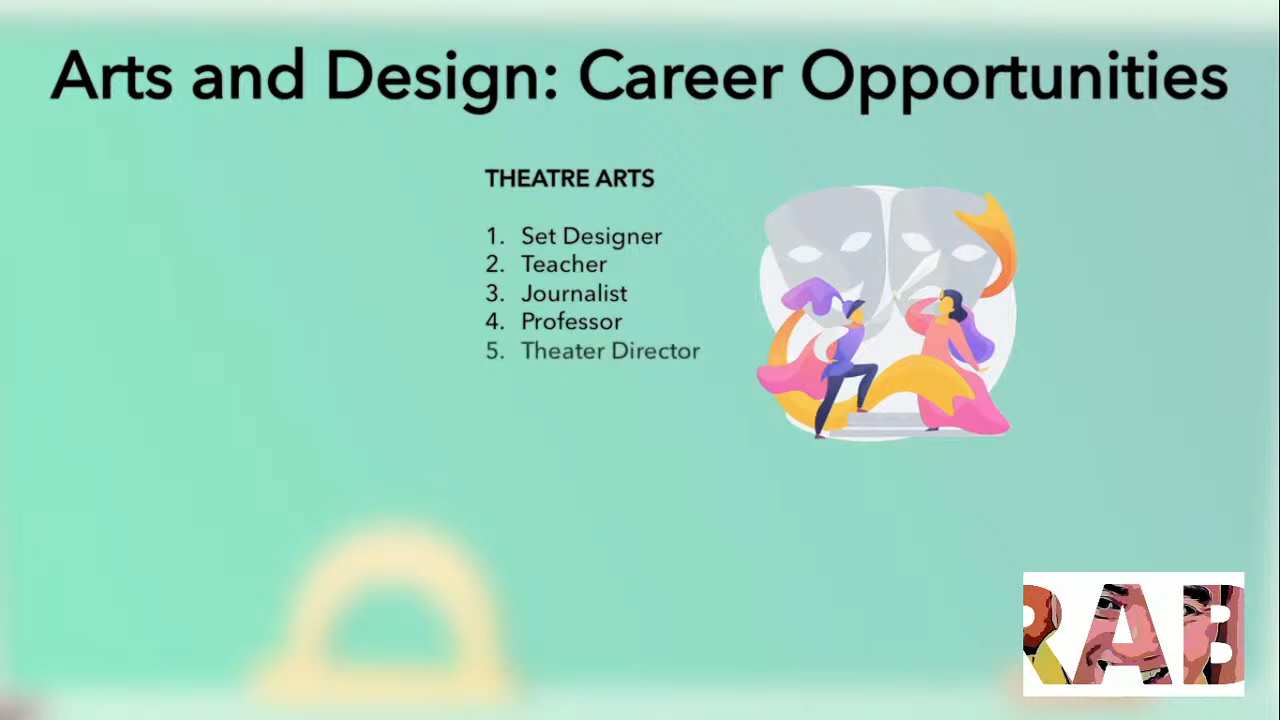 Arts and Design: Career Opportunities
THEATRE ARTS
1. Set Designer
2. Teacher
3. Journalist
4. Professor
5. Theater Director
RAB